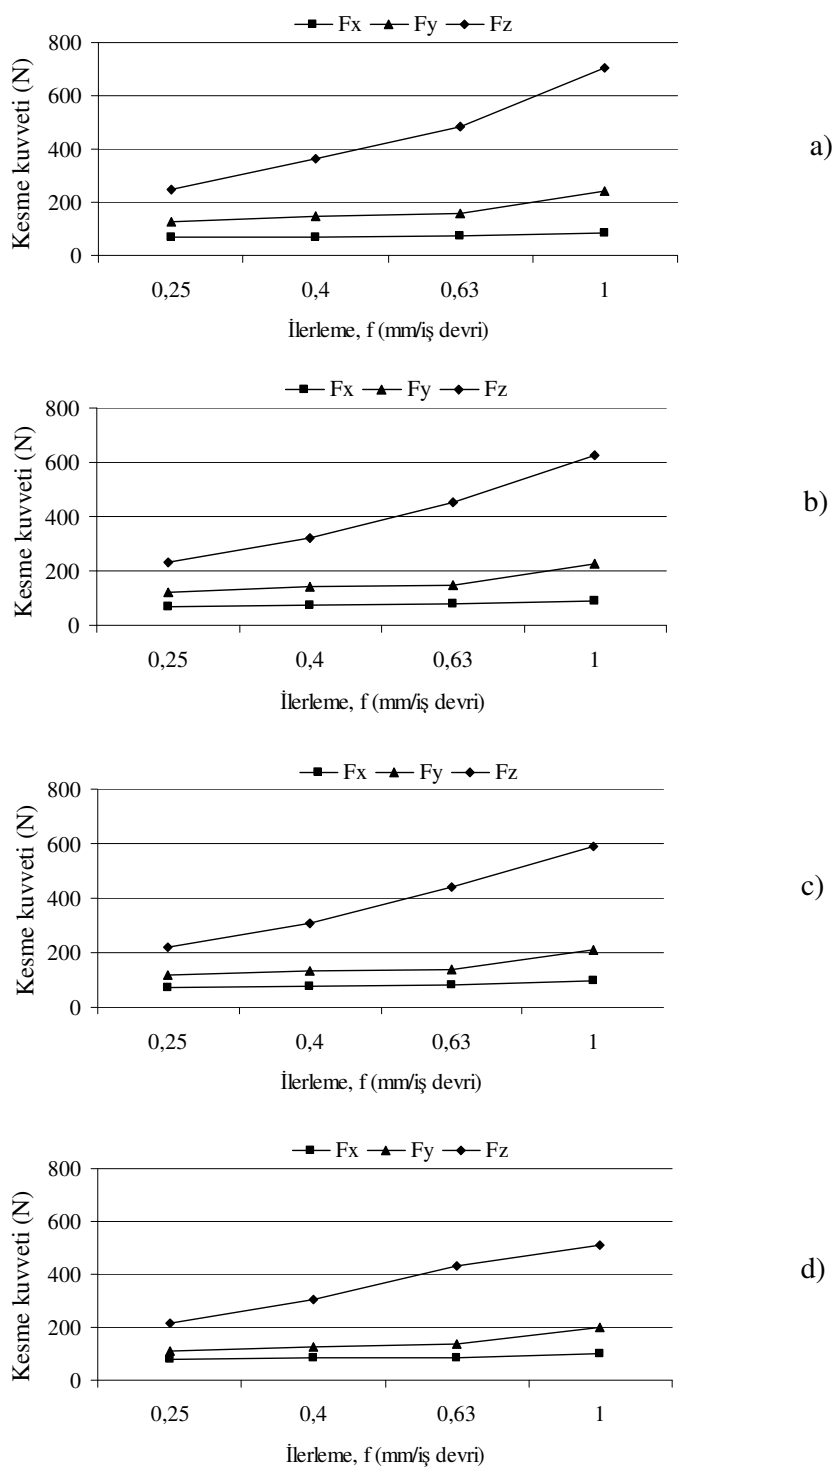 Fx Fy Fz
800
600
400
200
0
Kesme kuvveti (N)
0,25 0,4 0,63 1
İlerleme, f (mm/iş devri)
a)
Fx Fy Fz
800
600
400
200
0
Kesme kuvveti (N)
0,25 0,4 0,63 1
İlerleme, f (mm/iş devri)
b)
Fx Fy Fz
800
600
400
200
0
Kesme kuvveti (N)
0,25 0,4 0,63 1
İlerleme, f (mm/iş devri)
c)
Fx Fy Fz
800
600
400
200
0
Kesme kuvveti (N)
0,25 0,4 0,63 1
İlerleme, f (mm/iş devri)
d)